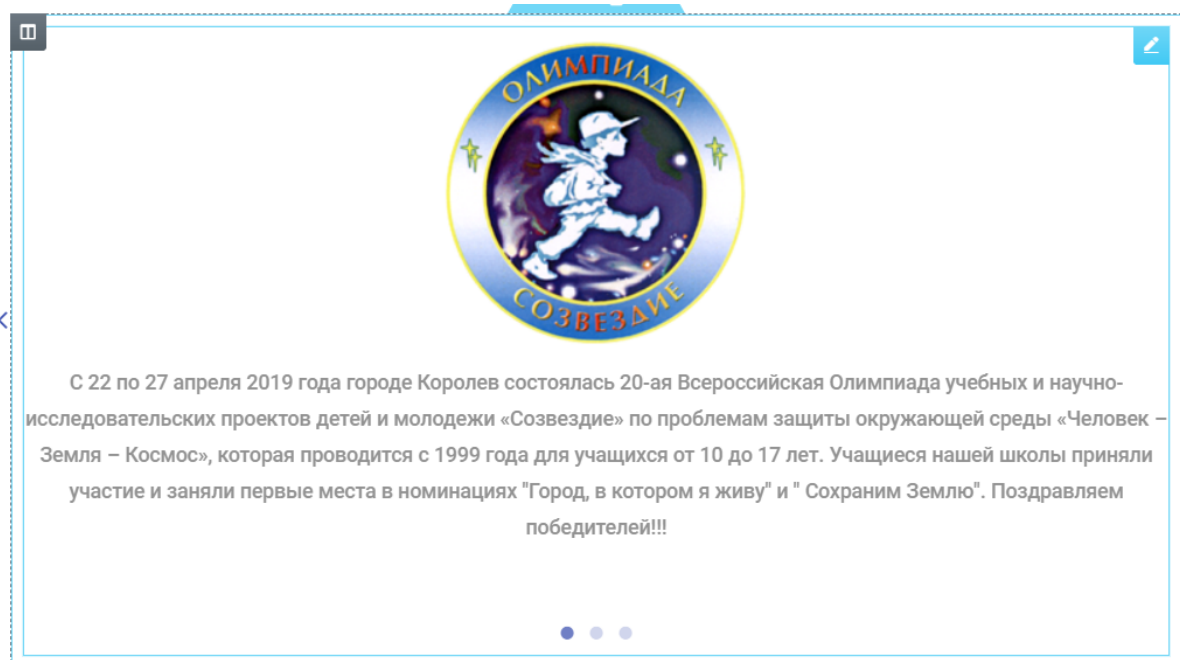 ОЛИМПИАДА
СОЗВЕЗДИЕ
С 22 по 27 апреля 2019 года городе Королев состоялась 20-ая Всероссийская Олимпиада учебных и научно-
исследовательских проектов детей и молодежи «Созвездие» по проблемам защиты окружающей среды «Человек –
Земля – Космос», которая проводится с 1999 года для учащихся от 10 до 17 лет. Учащиеся нашей школы приняли
участие и заняли первые места в номинациях "Город, в котором я живу" и " Сохраним Землю". Поздравляем
победителей!!!